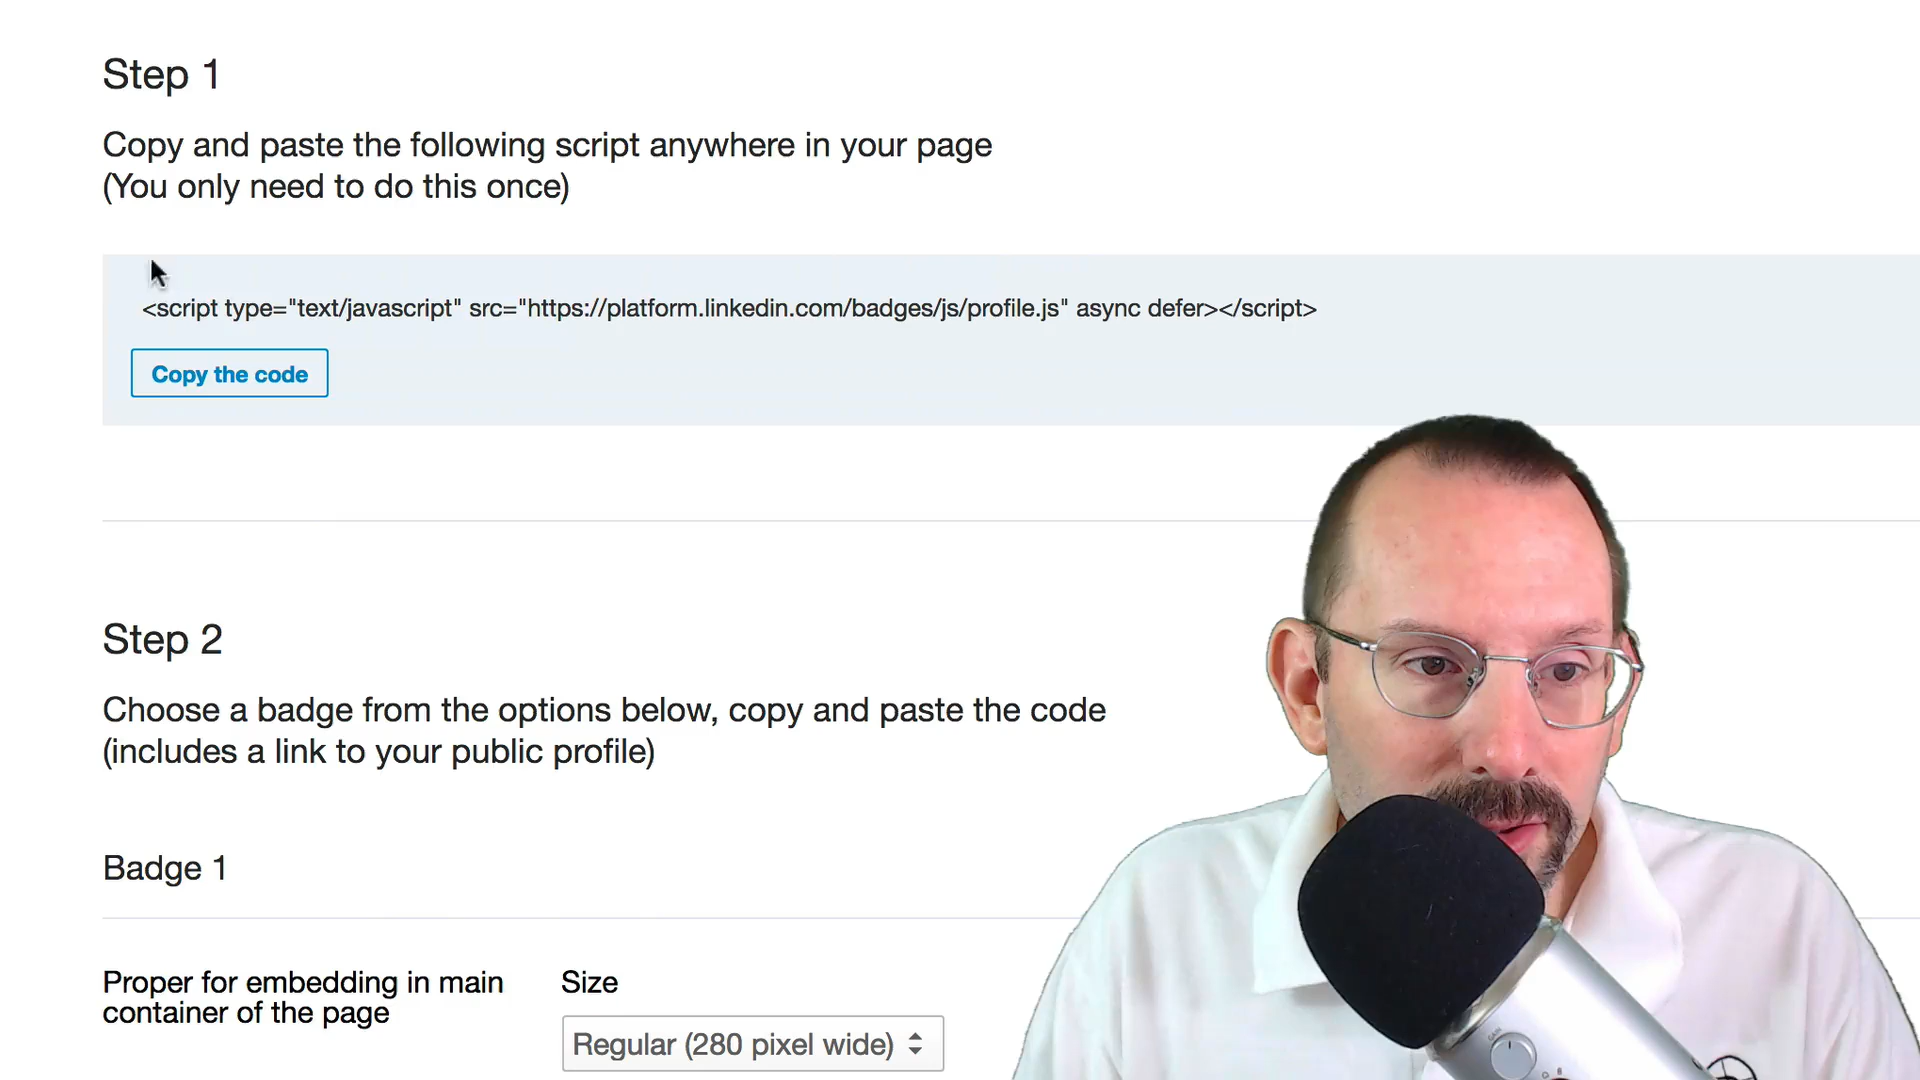 Step 1
Copy and paste the following script anywhere in your page
(You only need to do this once)
<script type="text/javascript" src="https://platform.linkedin.com/badges/js/profile.js" async defer></script>
Copy the code
Step 2
Choose a badge from the options below, copy and paste the code
(includes a link to your public profile)
Badge 1
Proper for embedding in main
container of the page
Size
Regular (280 pixel wide)
GAIN